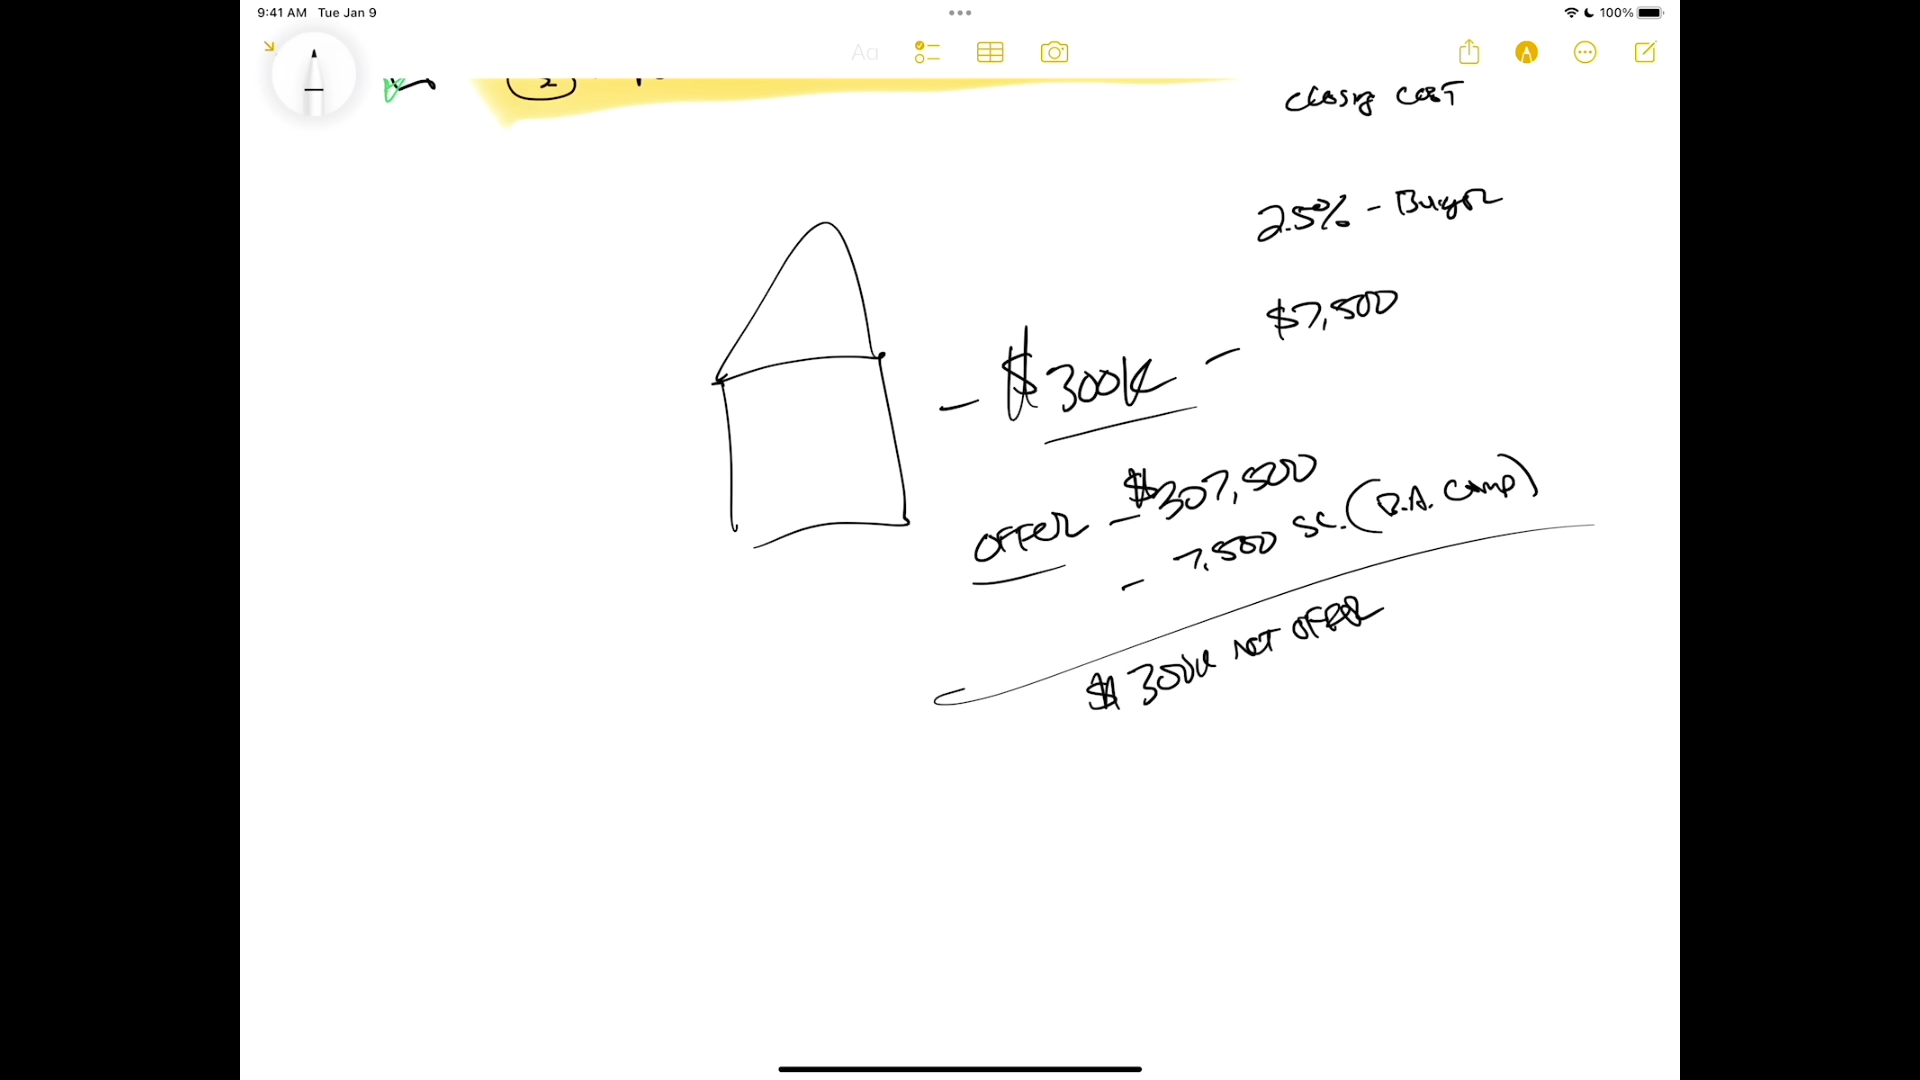 9:41 AM Tue Jan 9
100%
Aa
closing cost
2.5% - Buyer
- $300K - $7,500
OFFER - $307,500
- 7,500 SC. (B.A. Comp)
$300K NET OFFER